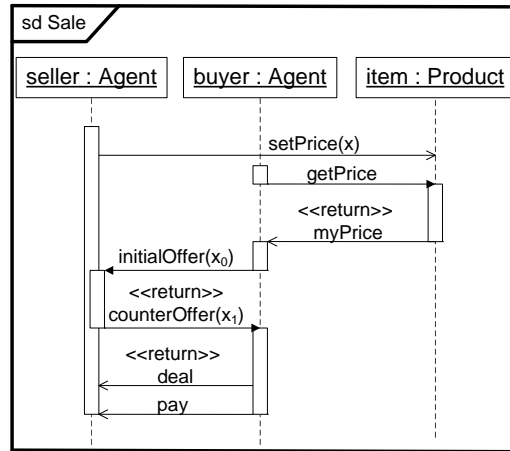 sd Sale
seller : Agent
buyer : Agent
item : Product
setPrice(x)
getPrice
<<return>>
myPrice
initialOffer(x₀)
<<return>>
counterOffer(x₁)
<<return>>
deal
pay